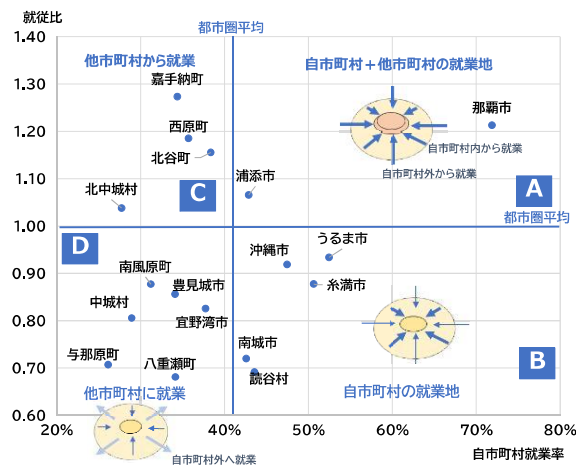 就従比
都市圏平均
1.40
他市町村から就業
自市町村＋他市町村の就業地
嘉手納町
1.30
那覇市
西原町
1.20
北谷町
自市町村内から就業
自市町村外から就業
浦添市
1.10
北中城村
C
A
都市圏平均
1.00
D
沖縄市
うるま市
0.90
南風原町
豊見城市
糸満市
中城村
宜野湾市
0.80
与那原町
八重瀬町
南城市
B
0.70
読谷村
他市町村に就業
自市町村の就業地
0.60
20%
30%
40%
50%
60%
70%
80%
自市町村外へ就業
自市町村就業率